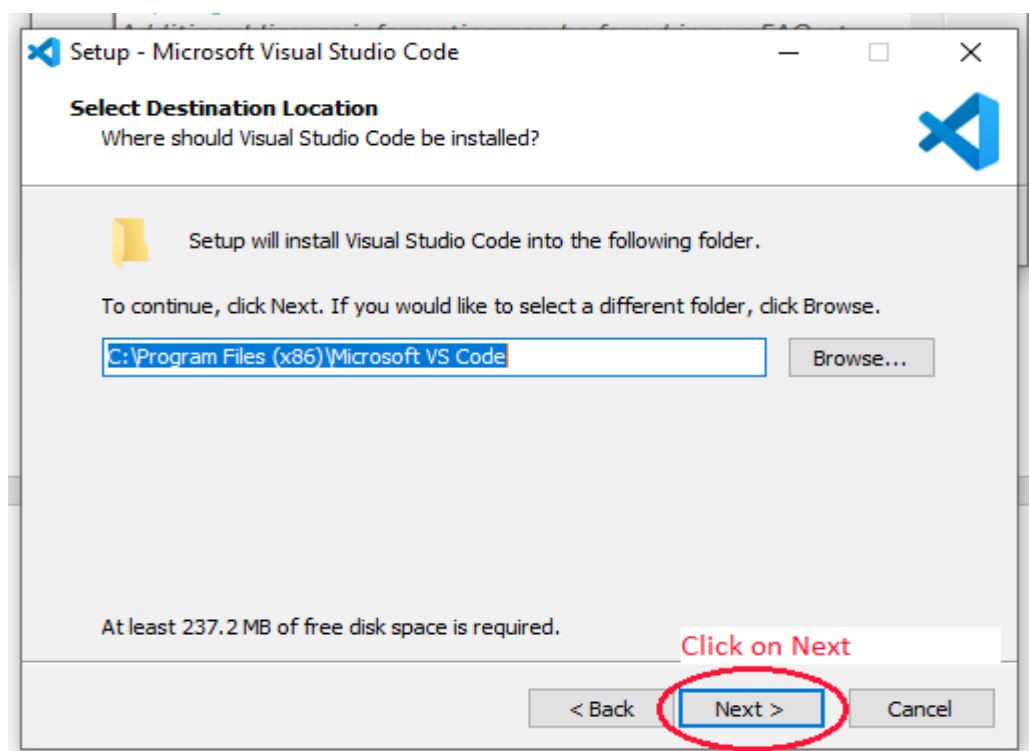 Setup - Microsoft Visual Studio Code
Select Destination Location
Where should Visual Studio Code be installed?
Setup will install Visual Studio Code into the following folder.
To continue, click Next. If you would like to select a different folder, click Browse.
C:\Program Files (x86)\Microsoft VS Code
Browse...
At least 237.2 MB of free disk space is required.
Click on Next
< Back
Next >
Cancel